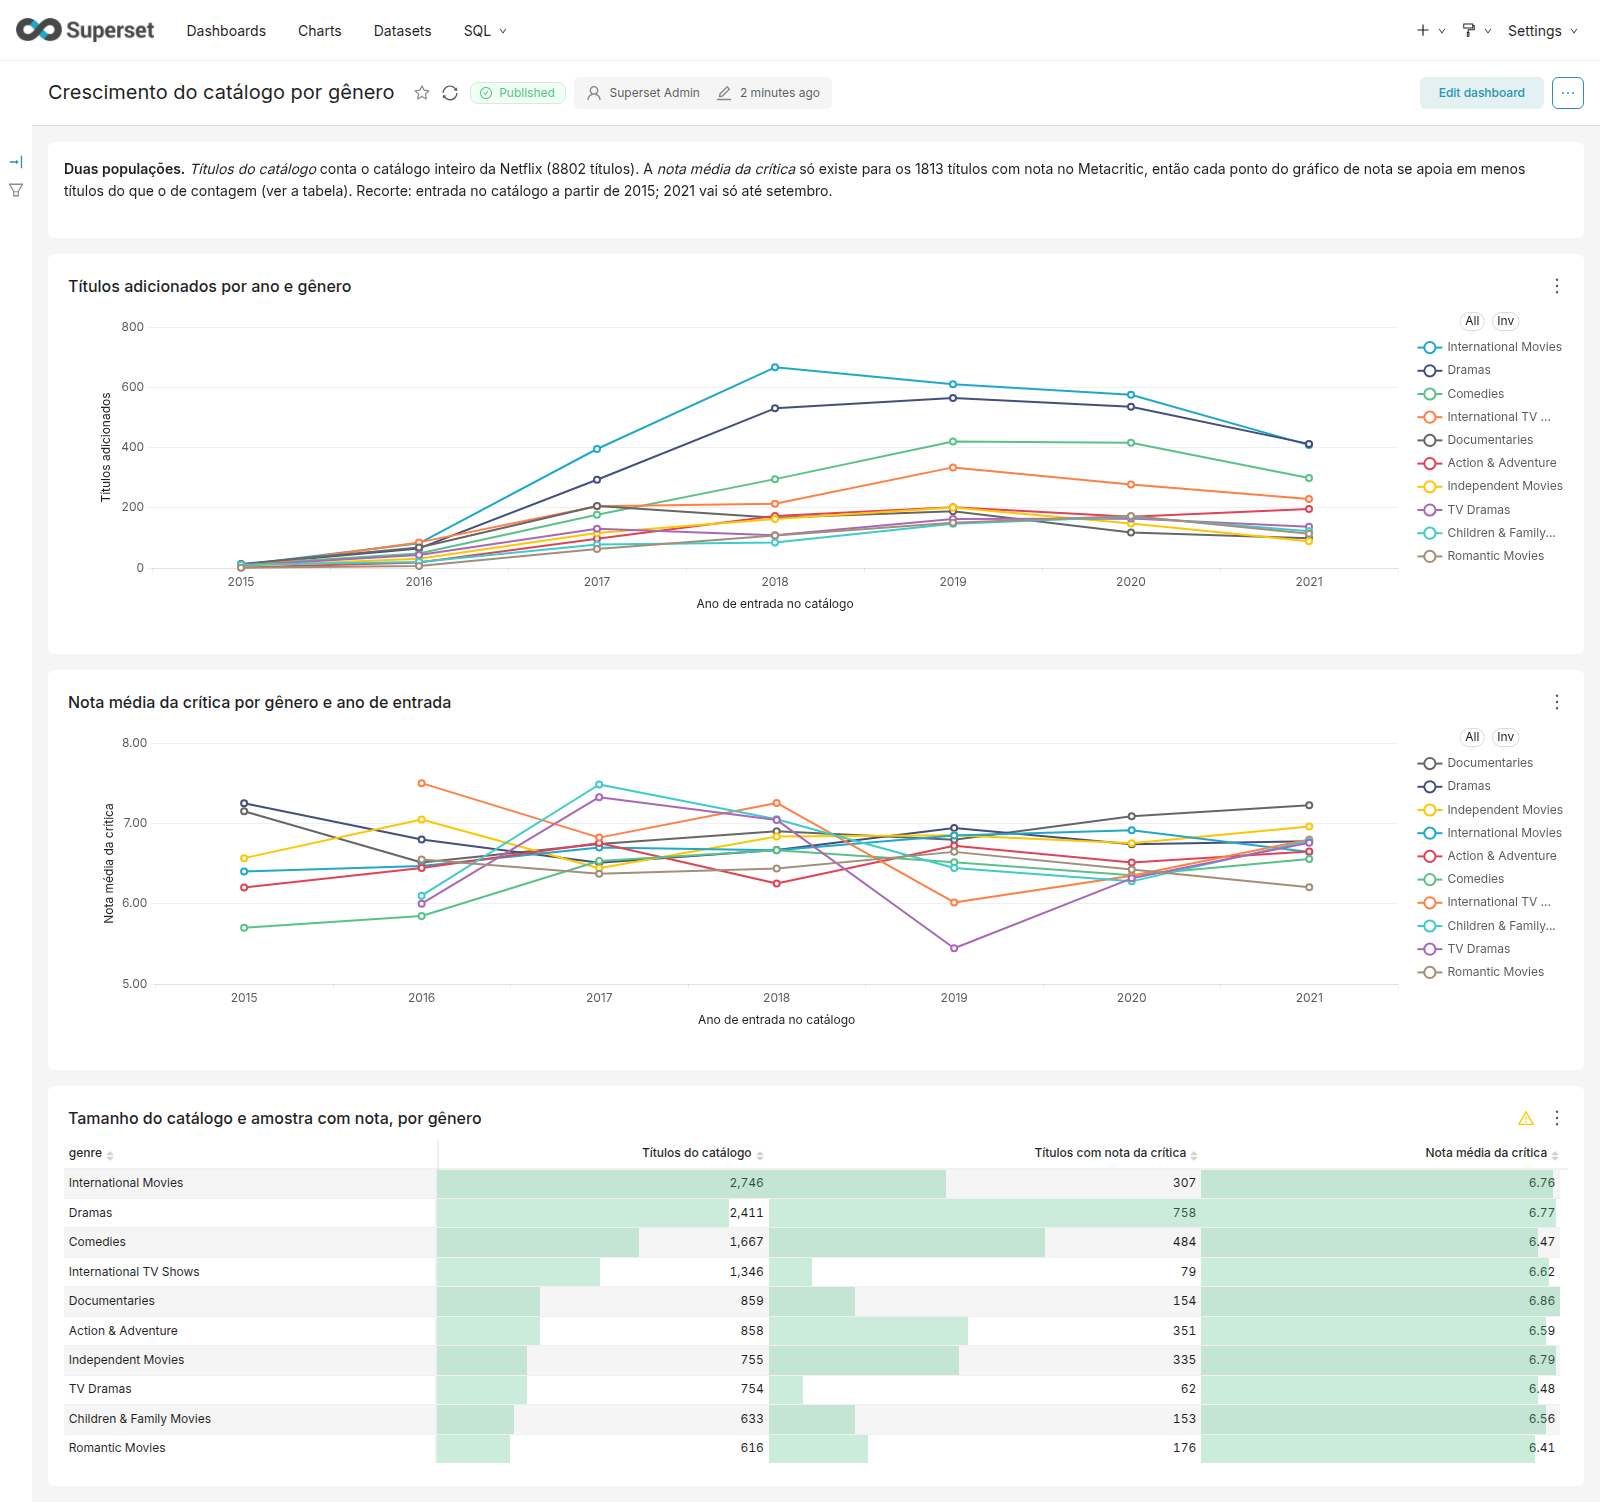 Superset Dashboards Charts Datasets SQL Settings
Crescimento do catálogo por gênero Published Superset Admin 2 minutes ago Edit dashboard
Duas populações. Títulos do catálogo conta o catálogo inteiro da Netflix (8802 títulos). A nota média da crítica só existe para os 1813 títulos com nota no Metacritic, então cada ponto do gráfico de nota se apoia em menos
títulos do que o de contagem (ver a tabela). Recorte: entrada no catálogo a partir de 2015; 2021 vai só até setembro.
Títulos adicionados por ano e gênero
Títulos adicionados
800
600
400
200
0
2015 2016 2017 2018 2019 2020 2021
Ano de entrada no catálogo
All Inv
International Movies
Dramas
Comedies
International TV ...
Documentaries
Action & Adventure
Independent Movies
TV Dramas
Children & Family...
Romantic Movies
Nota média da crítica por gênero e ano de entrada
Nota média da crítica
8.00
7.00
6.00
5.00
2015 2016 2017 2018 2019 2020 2021
Ano de entrada no catálogo
All Inv
Documentaries
Dramas
Independent Movies
International Movies
Action & Adventure
Comedies
International TV ...
Children & Family...
TV Dramas
Romantic Movies
Tamanho do catálogo e amostra com nota, por gênero
genre Títulos do catálogo Títulos com nota da crítica Nota média da crítica
International Movies 2,746 307 6.76
Dramas 2,411 758 6.77
Comedies 1,667 484 6.47
International TV Shows 1,346 79 6.62
Documentaries 859 154 6.86
Action & Adventure 858 351 6.59
Independent Movies 755 335 6.79
TV Dramas 754 62 6.48
Children & Family Movies 633 153 6.56
Romantic Movies 616 176 6.41